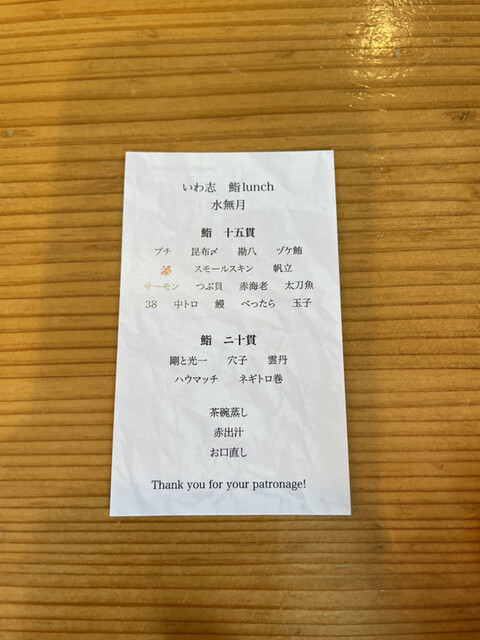 いわ志　鮨lunch
水無月
鮨　十五貫
プチ　昆布〆　勘八　ヅケ鮪
スモールスキン　帆立
サーモン　つぶ貝　赤海老　太刀魚
38　中トロ　鰻　べったら　玉子
鮨　二十貫
剛と光一　穴子　雲丹
ハウマッチ　ネギトロ巻
茶碗蒸し
赤出汁
お口直し
Thank you for your patronage!